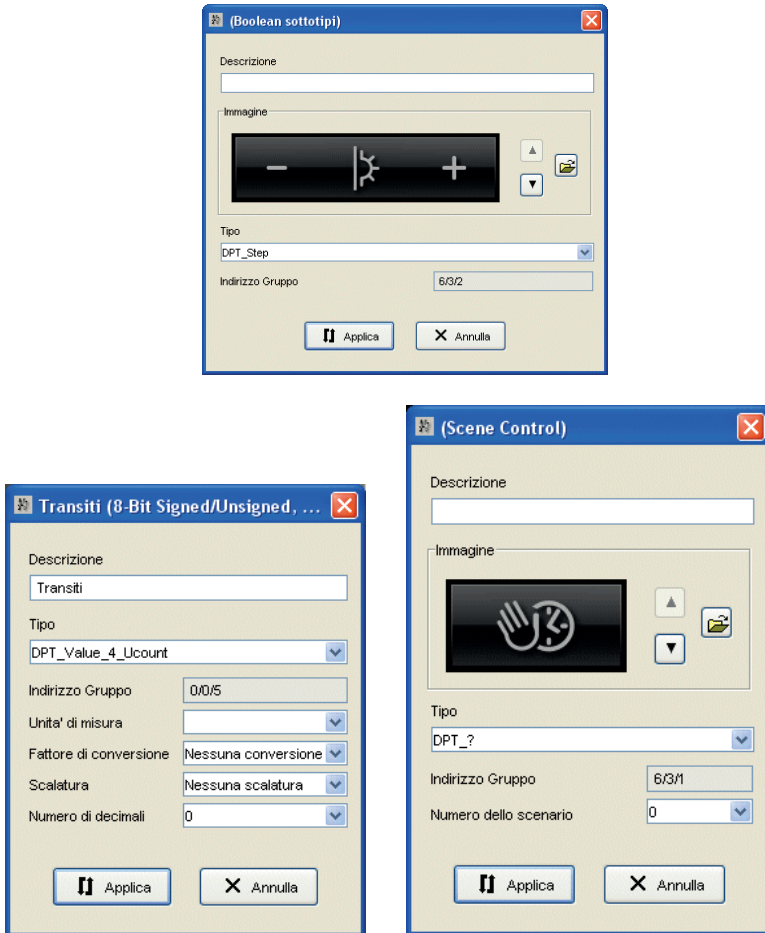 (Boolean sottotipi)
Descrizione
Immagine
Tipo
DPT_Step
Indirizzo Gruppo 6/3/2
Applica Annulla
Transiti (8-Bit Signed/Unsigned, ...
Descrizione
Transiti
Tipo
DPT_Value_4_Ucount
Indirizzo Gruppo 0/0/5
Unita' di misura
Fattore di conversione Nessuna conversione
Scalatura Nessuna scalatura
Numero di decimali 0
Applica Annulla
(Scene Control)
Descrizione
Immagine
Tipo
DPT_?
Indirizzo Gruppo 6/3/1
Numero dello scenario 0
Applica Annulla